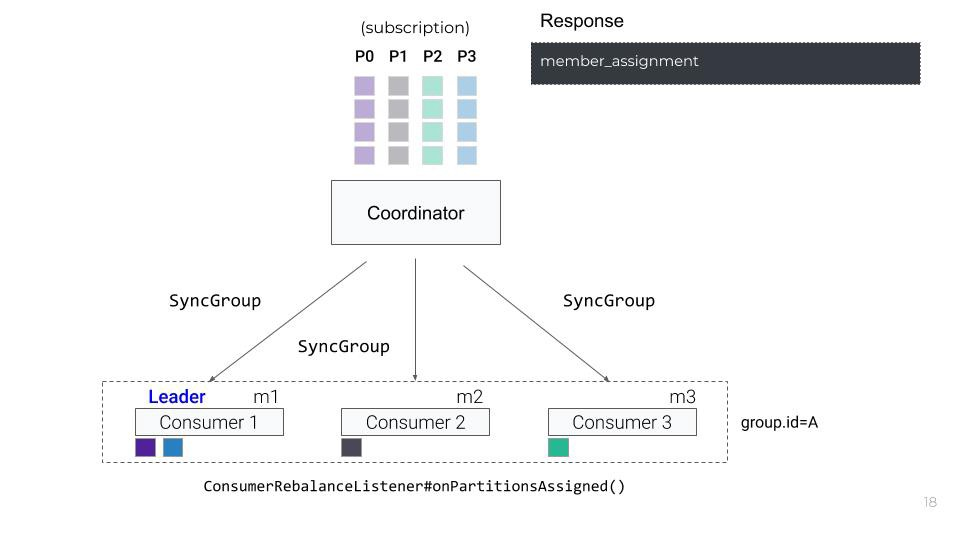 (subscription)
P0 P1 P2 P3
Response
member_assignment
Coordinator
SyncGroup
SyncGroup
SyncGroup
Leader m1
Consumer 1
m2
Consumer 2
m3
Consumer 3
group.id=A
ConsumerRebalanceListener#onPartitionsAssigned()
18